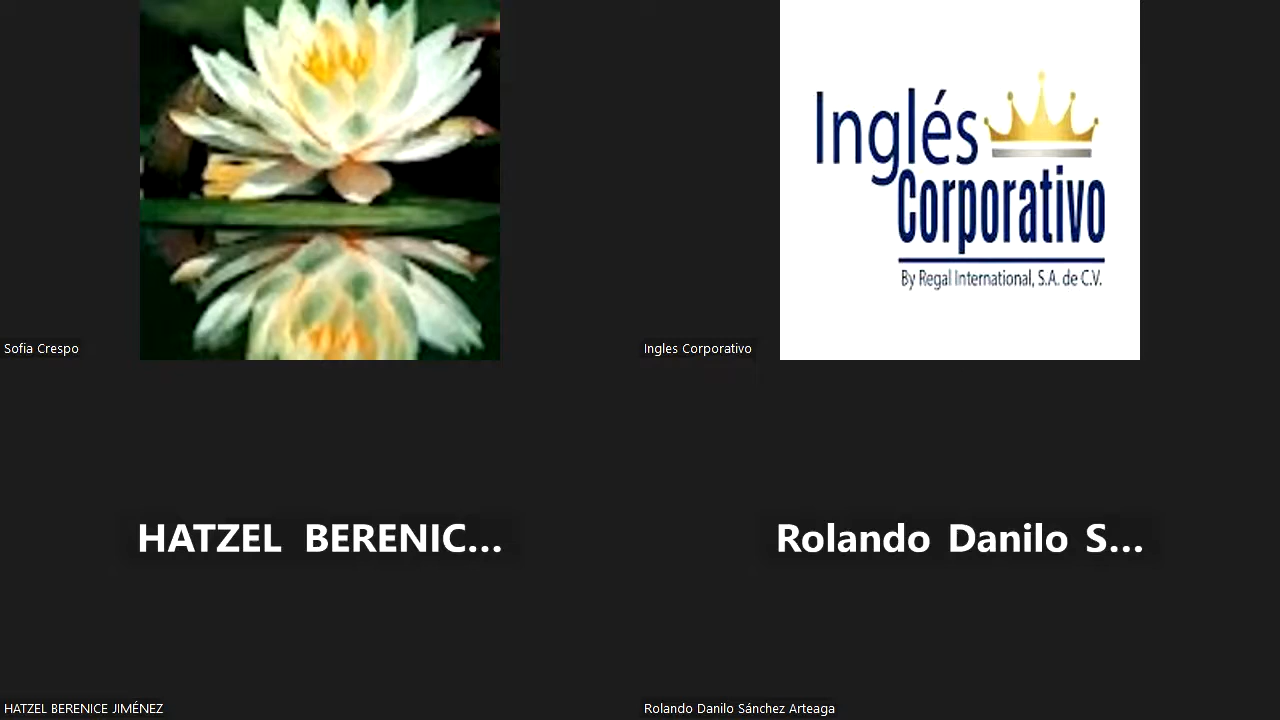 Inglés
Corporativo
By Regal International, S.A. de C.V.
Sofia Crespo
Ingles Corporativo
HATZEL BERENIC...
Rolando Danilo S...
HATZEL BERENICE JIMÉNEZ
Rolando Danilo Sánchez Arteaga